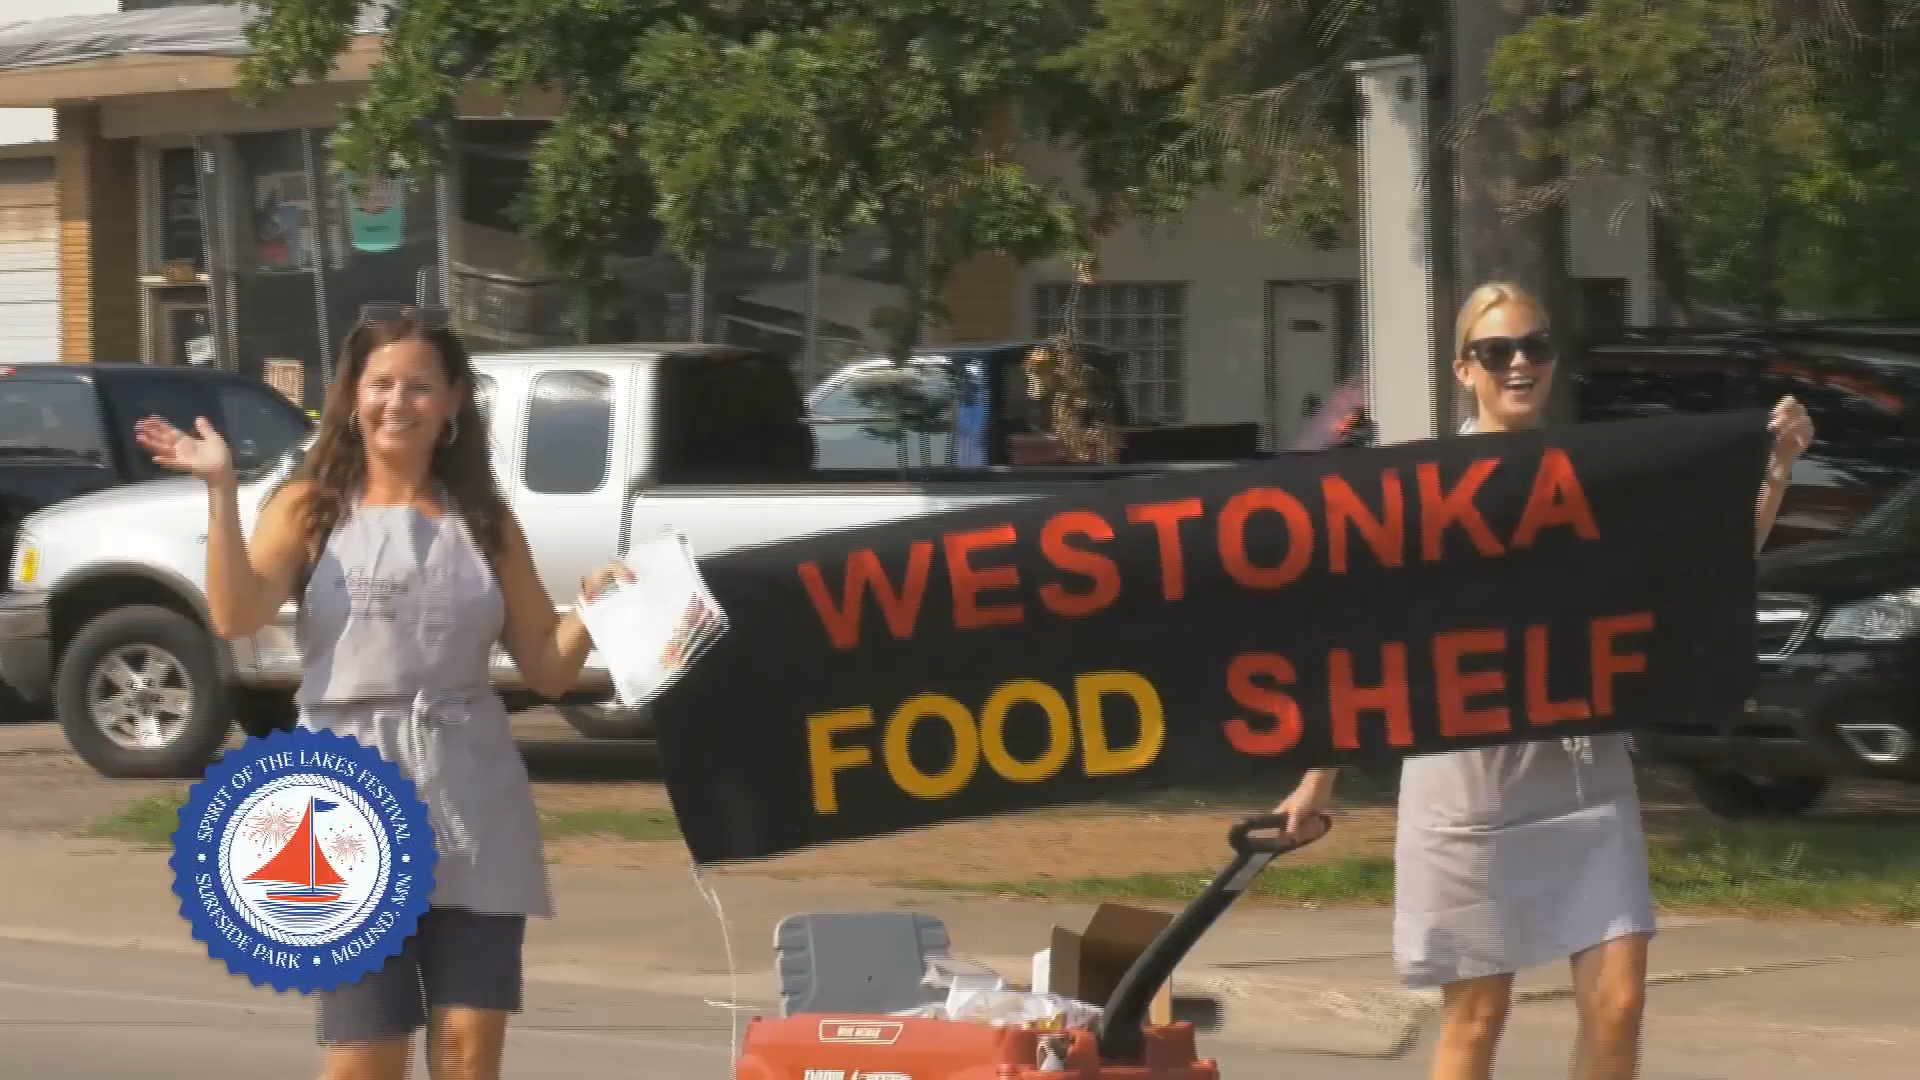 WESTONKA
FOOD SHELF
SPIRIT OF THE LAKES FESTIVAL
SURFSIDE PARK • MOUND, MN